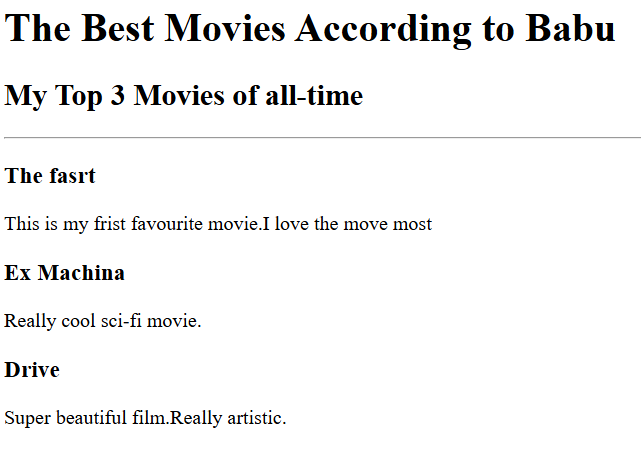 The Best Movies According to Babu
My Top 3 Movies of all-time
The fasrt
This is my frist favourite movie.I love the move most
Ex Machina
Really cool sci-fi movie.
Drive
Super beautiful film.Really artistic.